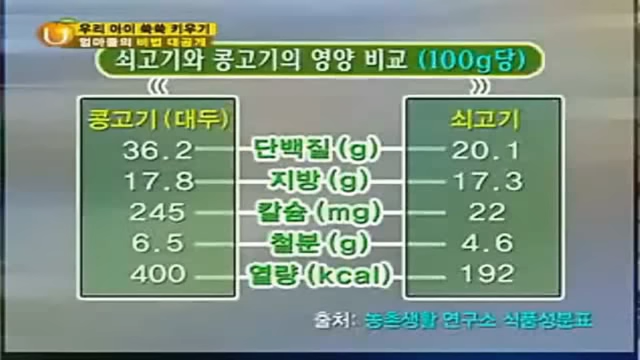 우리 아이 쑥쑥 키우기
엄마들의 비법 대공개
쇠고기와 콩고기의 영양 비교 (100g당)
콩고기(대두) 쇠고기
36.2 단백질(g) 20.1
17.8 지방(g) 17.3
245 칼슘(mg) 22
6.5 철분(g) 4.6
400 열량(kcal) 192
출처: 농촌생활 연구소 식품성분표